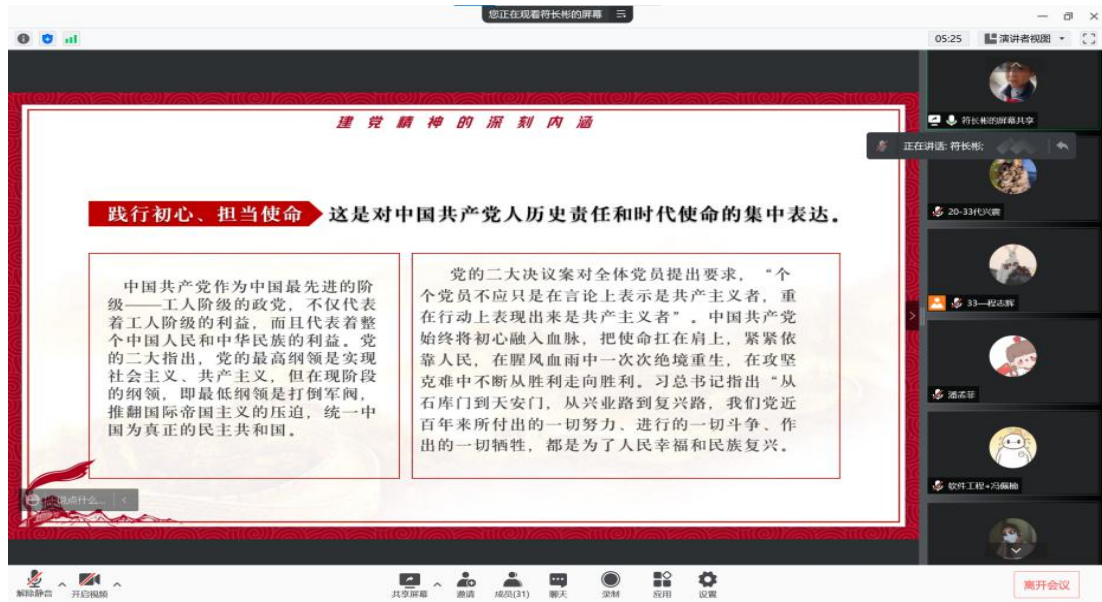 您正在观看符长彬的屏幕
05:25
演讲者视图
建党精神的深刻内涵
践行初心、担当使命
这是对中国共产党人历史责任和时代使命的集中表达。
中国共产党作为中国最先进的阶
级——工人阶级的政党，不仅代表
着工人阶级的利益，而且代表着整
个中国人民和中华民族的利益。党
的二大指出，党的最高纲领是实现
社会主义、共产主义，但在现阶段
的纲领，即最低纲领是打倒军阀，
推翻国际帝国主义的压迫，统一中
国为真正的民主共和国。
党的二大决议案对全体党员提出要求，“个
个党员不应只是在言论上表示是共产主义者，重
在行动上表现出来是共产主义者”。中国共产党
始终将初心融入血脉，把使命扛在肩上，紧紧依
靠人民，在腥风血雨中一次次绝境重生，在攻坚
克难中不断从胜利走向胜利。习总书记指出“从
石库门到天安门，从兴业路到复兴路，我们党近
百年来所付出的一切努力、进行的一切斗争、作
出的一切牺牲，都是为了人民幸福和民族复兴。
说点什么...
符长彬的屏幕共享
正在讲话: 符长彬;
20-33代兴震
33—程志辉
潘孟菲
软件工程+冯佩楠
解除静音
开启视频
共享屏幕
邀请
成员(31)
聊天
录制
应用
设置
离开会议